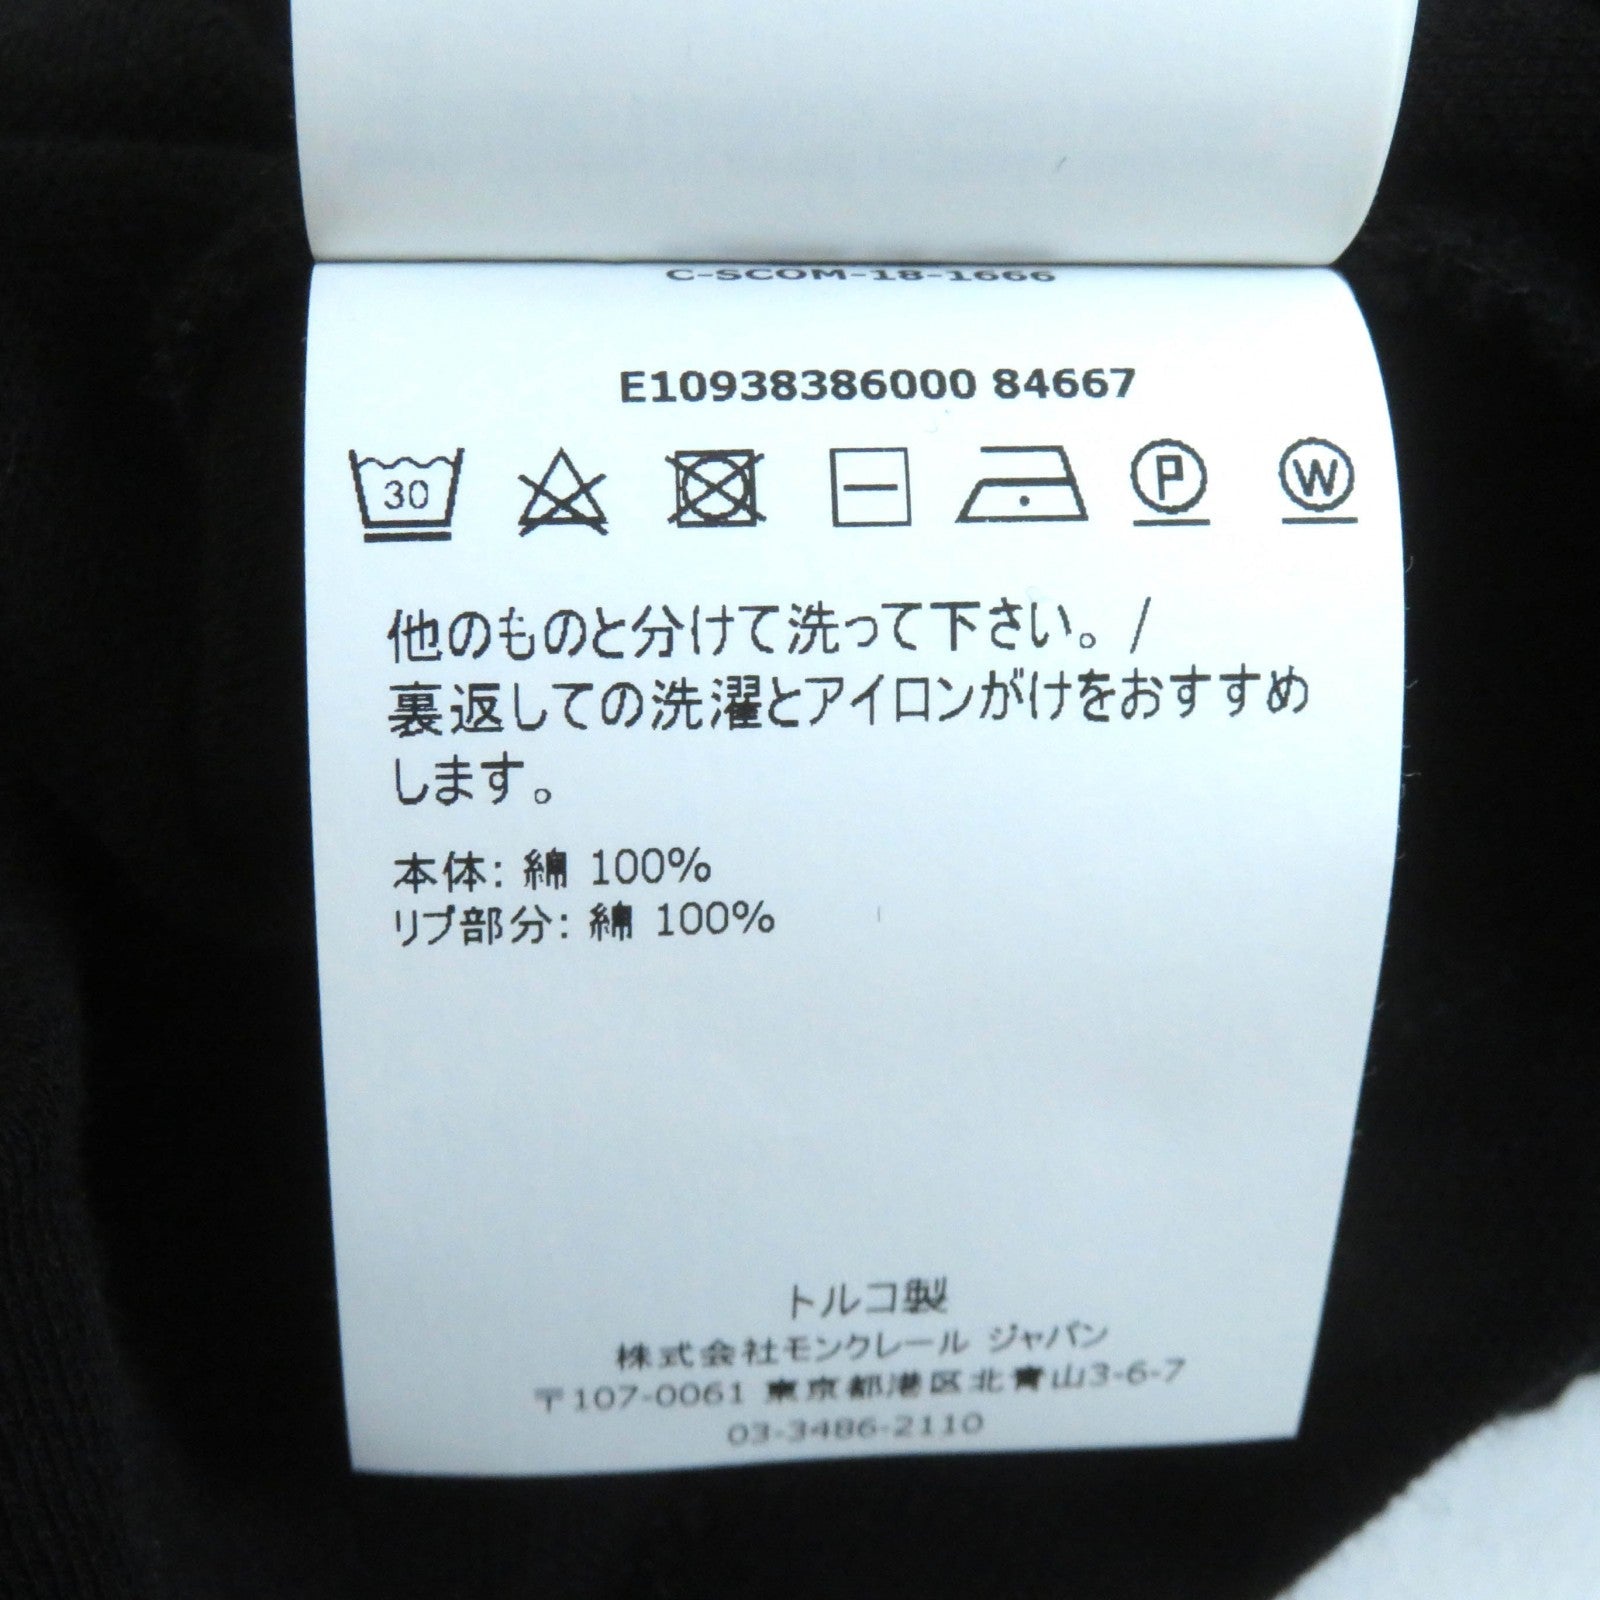 C-SCOM-18-1666
E10938386000 84667
30 P W
他のものと分けて洗って下さい。/
裏返しての洗濯とアイロンがけをおすすめ
します。
本体: 綿 100%
リブ部分: 綿 100%
トルコ製
株式会社モンクレール ジャパン
〒107-0061 東京都港区北青山3-6-7
03-3486-2110